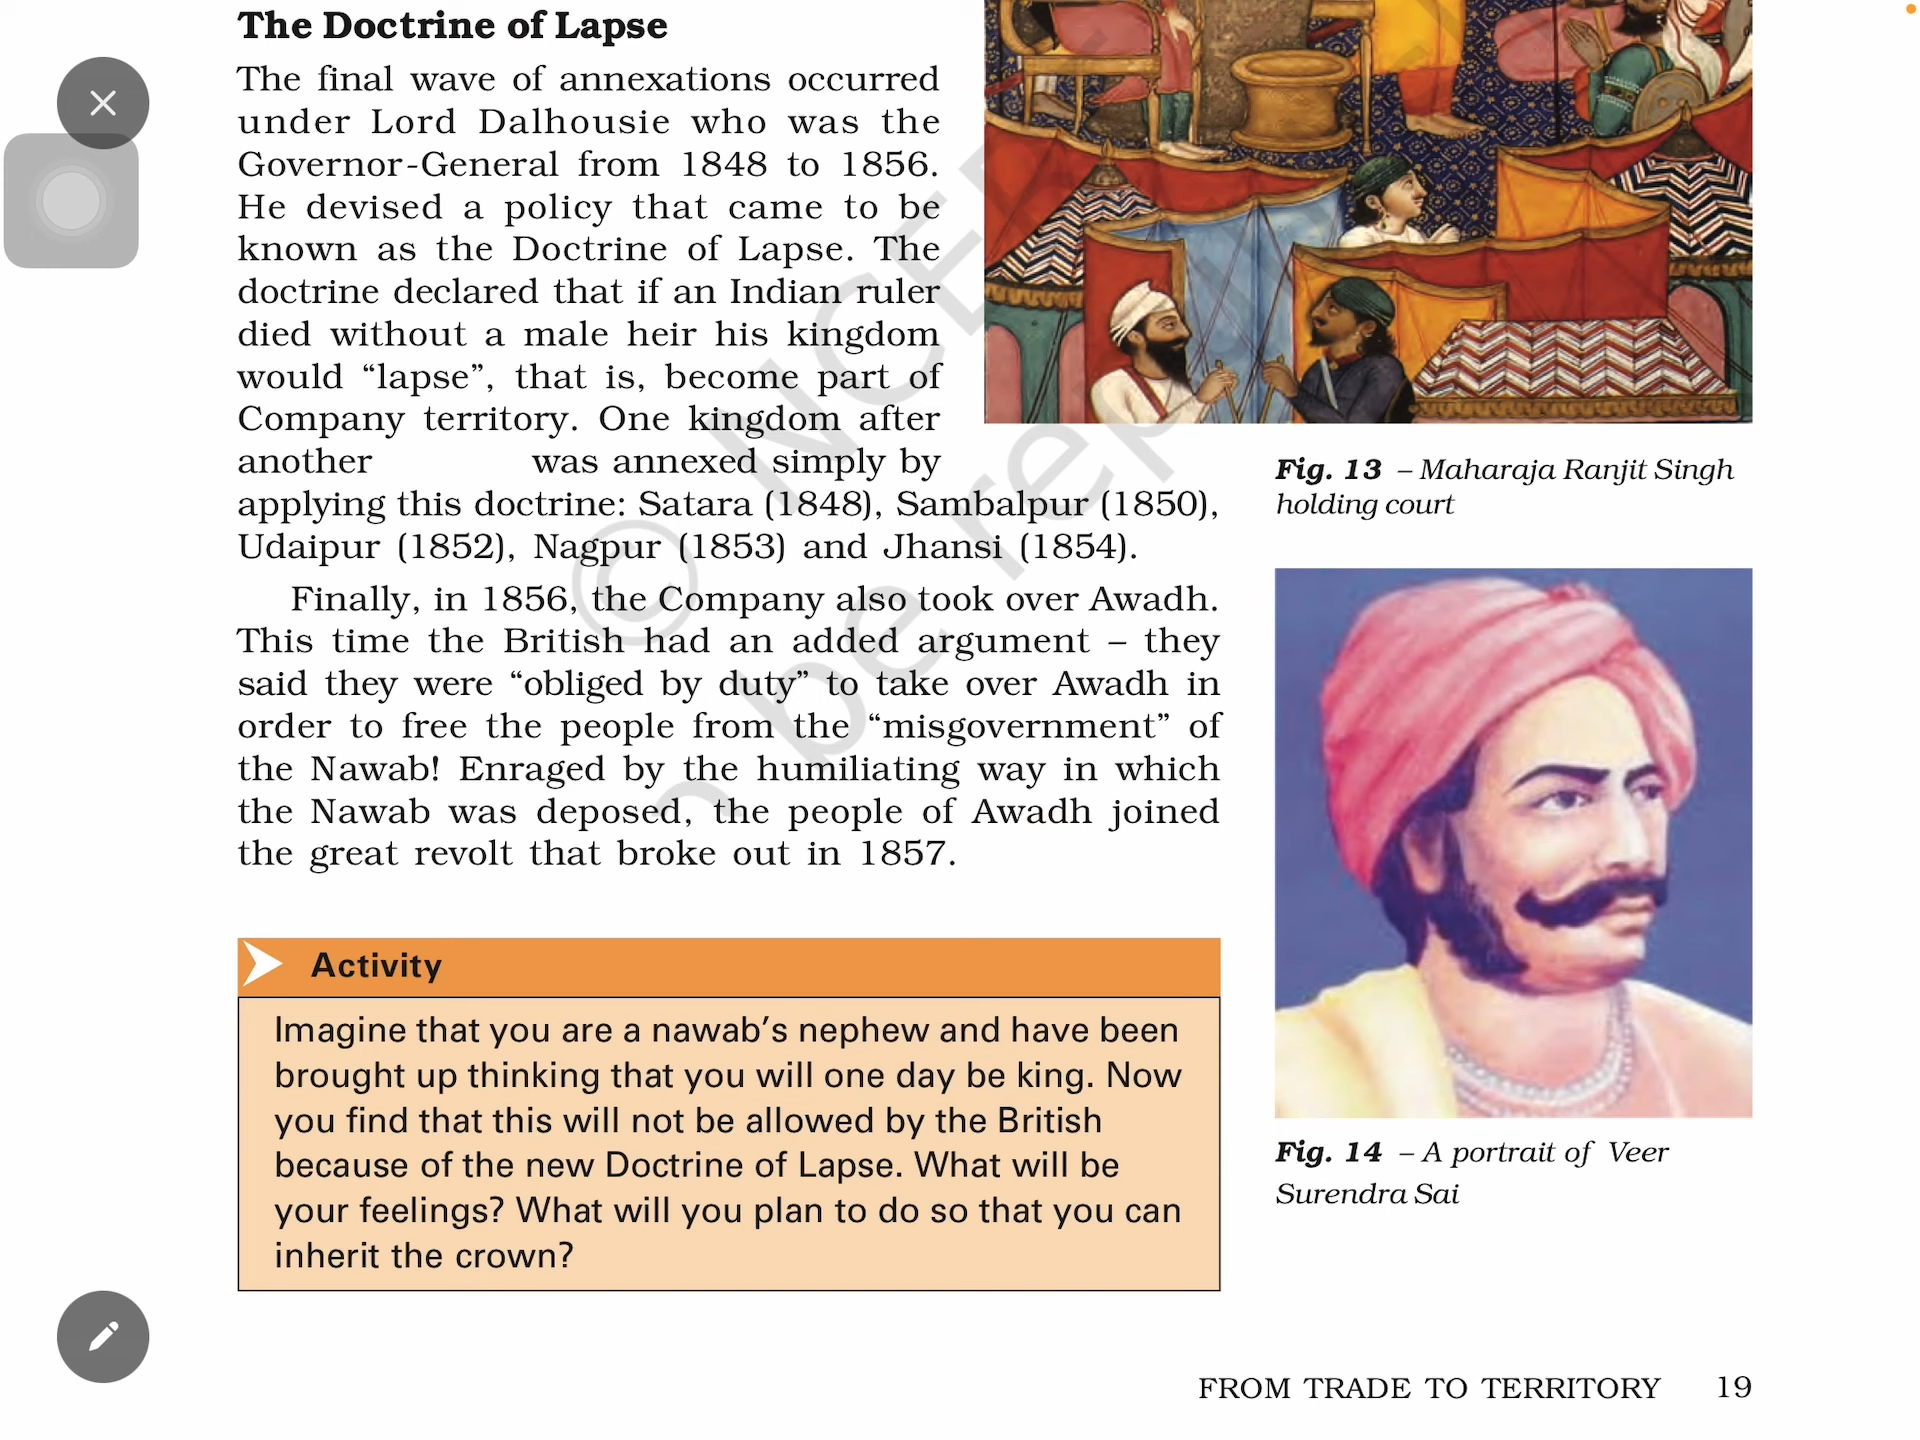 The Doctrine of Lapse
The final wave of annexations occurred
under Lord Dalhousie who was the
Governor-General from 1848 to 1856.
He devised a policy that came to be
known as the Doctrine of Lapse. The
doctrine declared that if an Indian ruler
died without a male heir his kingdom
would “lapse”, that is, become part of
Company territory. One kingdom after
another was annexed simply by
applying this doctrine: Satara (1848), Sambalpur (1850),
Udaipur (1852), Nagpur (1853) and Jhansi (1854).
Finally, in 1856, the Company also took over Awadh.
This time the British had an added argument – they
said they were “obliged by duty” to take over Awadh in
order to free the people from the “misgovernment” of
the Nawab! Enraged by the humiliating way in which
the Nawab was deposed, the people of Awadh joined
the great revolt that broke out in 1857.
Activity
Imagine that you are a nawab’s nephew and have been
brought up thinking that you will one day be king. Now
you find that this will not be allowed by the British
because of the new Doctrine of Lapse. What will be
your feelings? What will you plan to do so that you can
inherit the crown?
Fig. 13 – Maharaja Ranjit Singh
holding court
Fig. 14 – A portrait of Veer
Surendra Sai
FROM TRADE TO TERRITORY 19